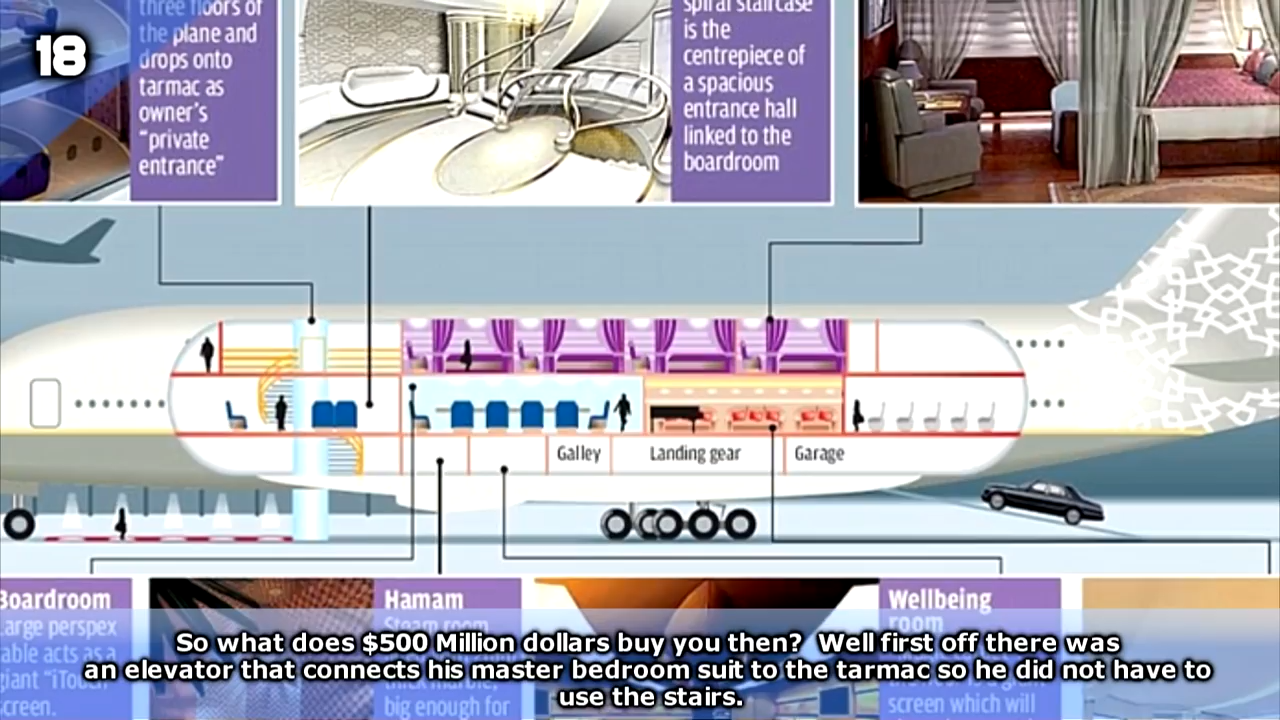 18
three floors of
the plane and
drops onto
tarmac as
owner's
“private
entrance”
spiral staircase
is the
centrepiece of
a spacious
entrance hall
linked to the
boardroom
Galley
Landing gear
Garage
Boardroom
Large perspex
table acts as a
giant “iTouch”
screen.
Hamam
Steam room
thick marble,
big enough for
Wellbeing
room
screen which will
So what does $500 Million dollars buy you then? Well first off there was
an elevator that connects his master bedroom suit to the tarmac so he did not have to
use the stairs.